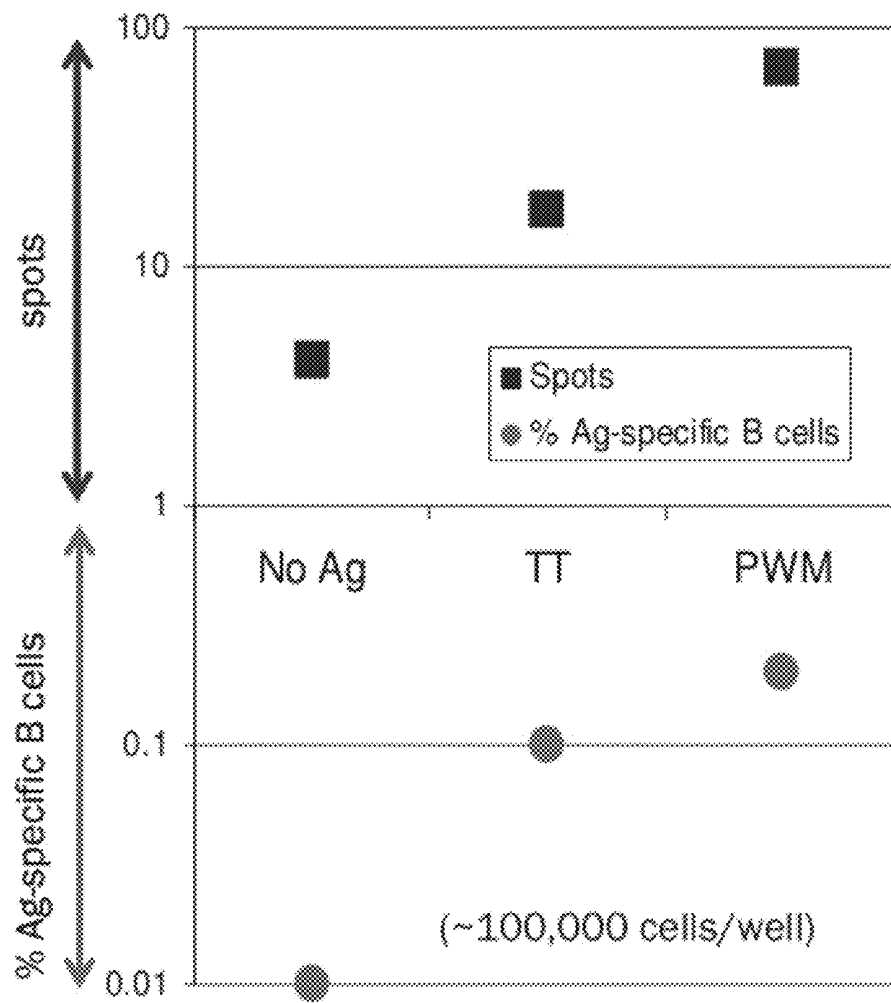 100
10
1
0.1
0.01
spots
% Ag-specific B cells
Spots
% Ag-specific B cells
No Ag
TT
PWM
(~100,000 cells/well)